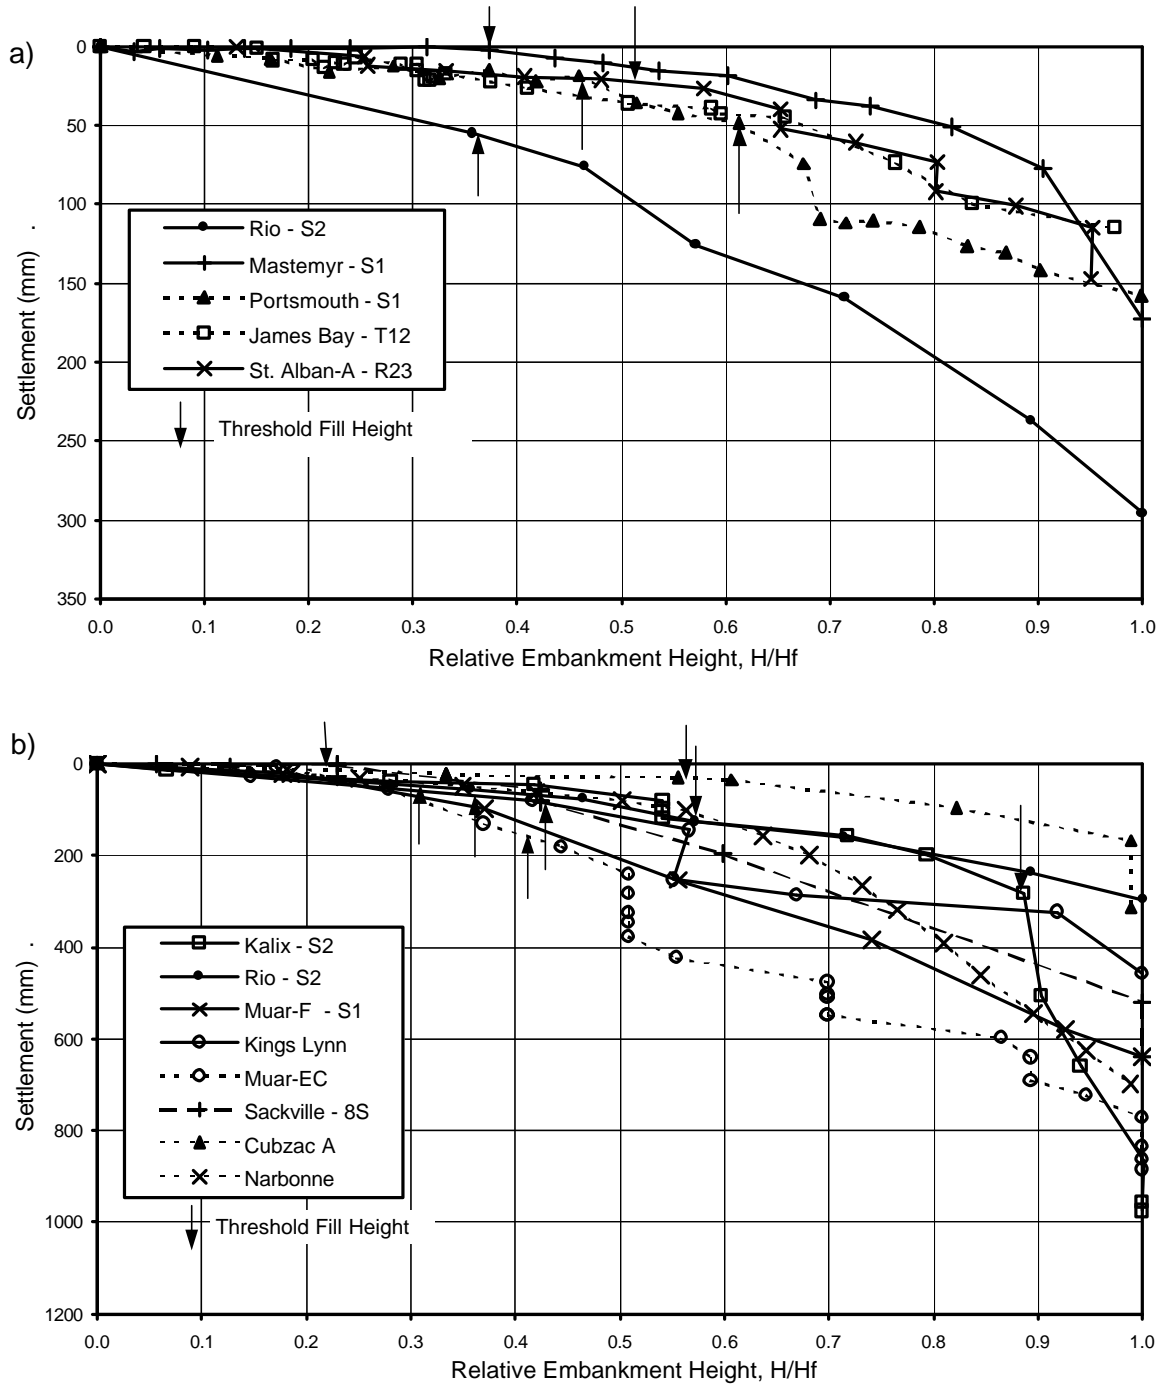 a)
0
50
100
150
200
250
300
350
Settlement (mm) .
Rio - S2
Mastemyr - S1
Portsmouth - S1
James Bay - T12
St. Alban-A - R23
Threshold Fill Height
0.0 0.1 0.2 0.3 0.4 0.5 0.6 0.7 0.8 0.9 1.0
Relative Embankment Height, H/Hf
b)
0
200
400
600
800
1000
1200
Settlement (mm) .
Kalix - S2
Rio - S2
Muar-F - S1
Kings Lynn
Muar-EC
Sackville - 8S
Cubzac A
Narbonne
Threshold Fill Height
0.0 0.1 0.2 0.3 0.4 0.5 0.6 0.7 0.8 0.9 1.0
Relative Embankment Height, H/Hf